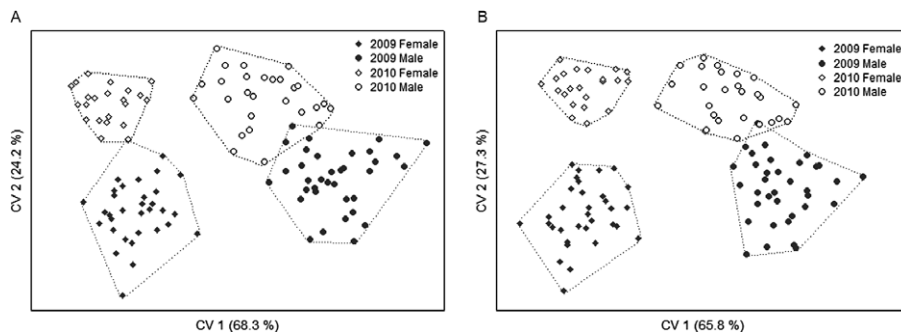 A
2009 Female
2009 Male
2010 Female
2010 Male
CV 2 (24.2 %)
CV 1 (68.3 %)
B
2009 Female
2009 Male
2010 Female
2010 Male
CV 2 (27.3 %)
CV 1 (65.8 %)